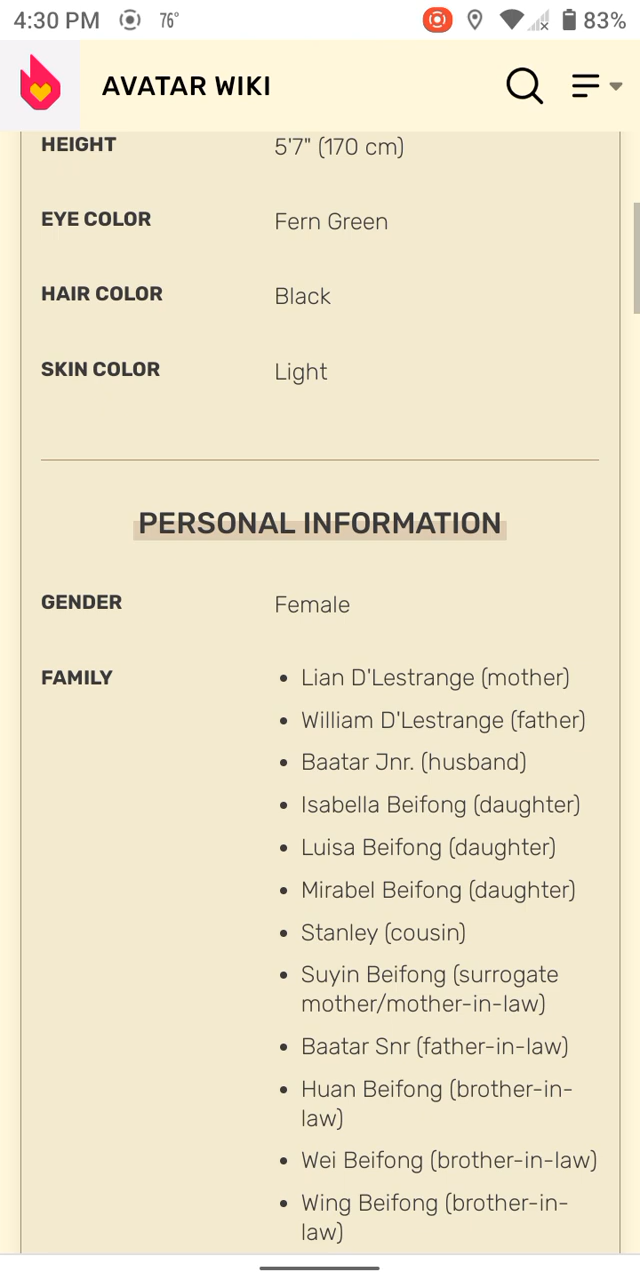 4:30 PM 76° 83%
AVATAR WIKI
HEIGHT 5'7" (170 cm)
EYE COLOR Fern Green
HAIR COLOR Black
SKIN COLOR Light
PERSONAL INFORMATION
GENDER Female
FAMILY • Lian D'Lestrange (mother)
• William D'Lestrange (father)
• Baatar Jnr. (husband)
• Isabella Beifong (daughter)
• Luisa Beifong (daughter)
• Mirabel Beifong (daughter)
• Stanley (cousin)
• Suyin Beifong (surrogate
mother/mother-in-law)
• Baatar Snr (father-in-law)
• Huan Beifong (brother-in-
law)
• Wei Beifong (brother-in-law)
• Wing Beifong (brother-in-
law)